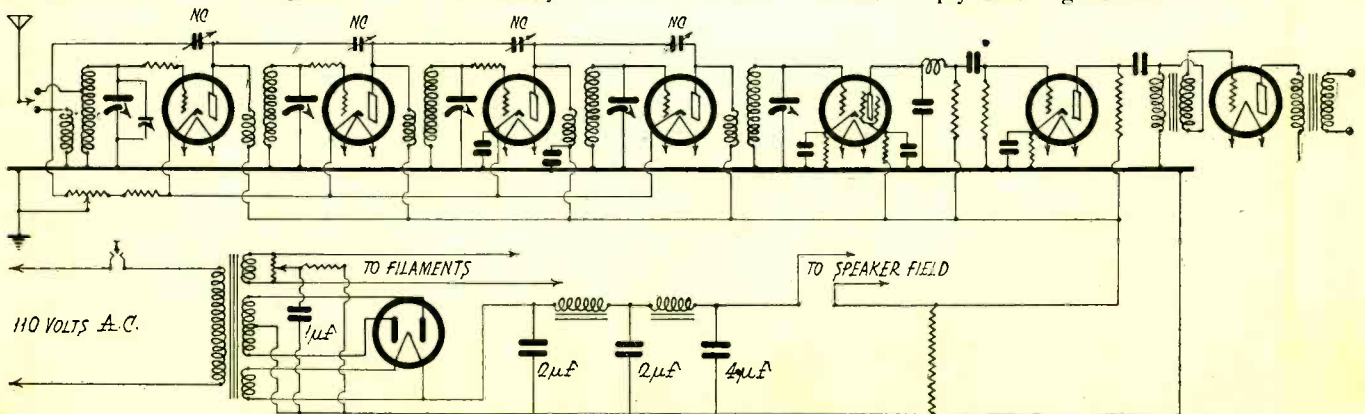 NC NC NC NC
TO FILAMENTS
TO SPEAKER FIELD
110 VOLTS A.C.
1µf
2µf 2µf 4µf